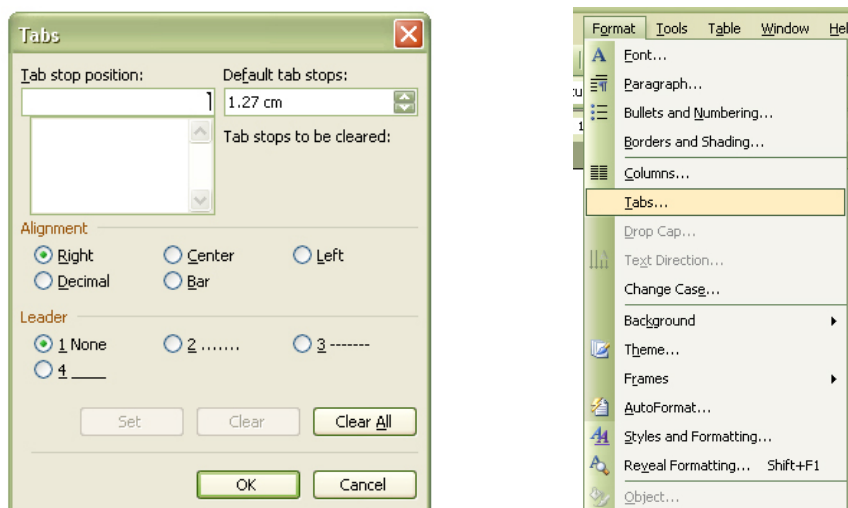 Tabs
Tab stop position:
Default tab stops:
1.27 cm
Tab stops to be cleared:
Alignment
Right Center Left
Decimal Bar
Leader
1 None 2 ....... 3 -------
4 ____
Set Clear Clear All
OK Cancel
Format Tools Table Window Hel
Font...
Paragraph...
Bullets and Numbering...
Borders and Shading...
Columns...
Tabs...
Drop Cap...
Text Direction...
Change Case...
Background
Theme...
Frames
AutoFormat...
Styles and Formatting...
Reveal Formatting... Shift+F1
Object...